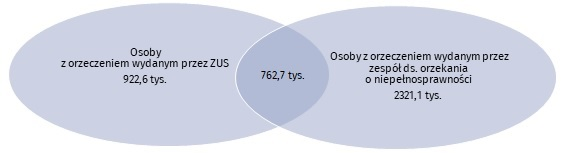 Osoby
z orzeczeniem wydanym przez ZUS
922,6 tys.
762,7 tys.
Osoby z orzeczeniem wydanym przez
zespół ds. orzekania
o niepełnosprawności
2321,1 tys.